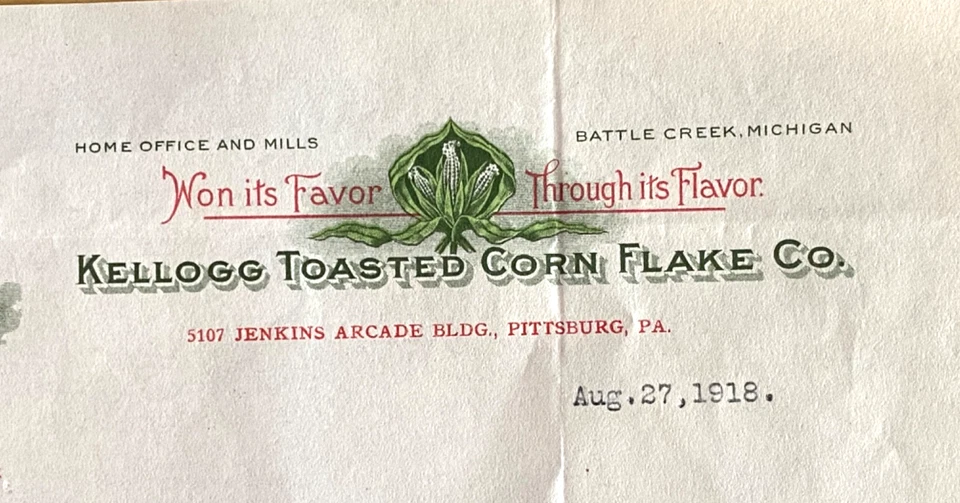 HOME OFFICE AND MILLS BATTLE CREEK, MICHIGAN
Won its Favor Through its Flavor.
KELLOGG TOASTED CORN FLAKE CO.
5107 JENKINS ARCADE BLDG., PITTSBURG, PA.
Aug.27,1918.